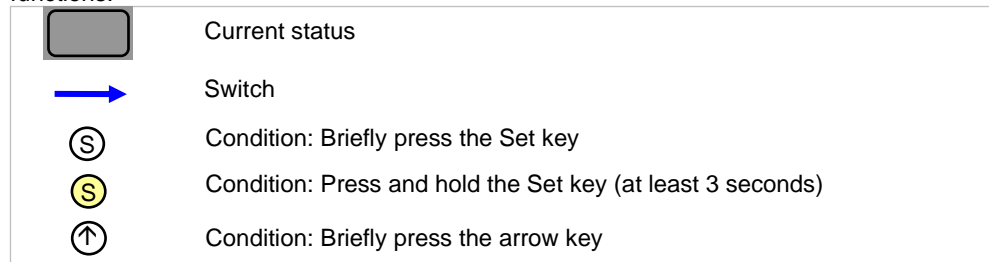 Current status
Switch
S Condition: Briefly press the Set key
S Condition: Press and hold the Set key (at least 3 seconds)
Condition: Briefly press the arrow key